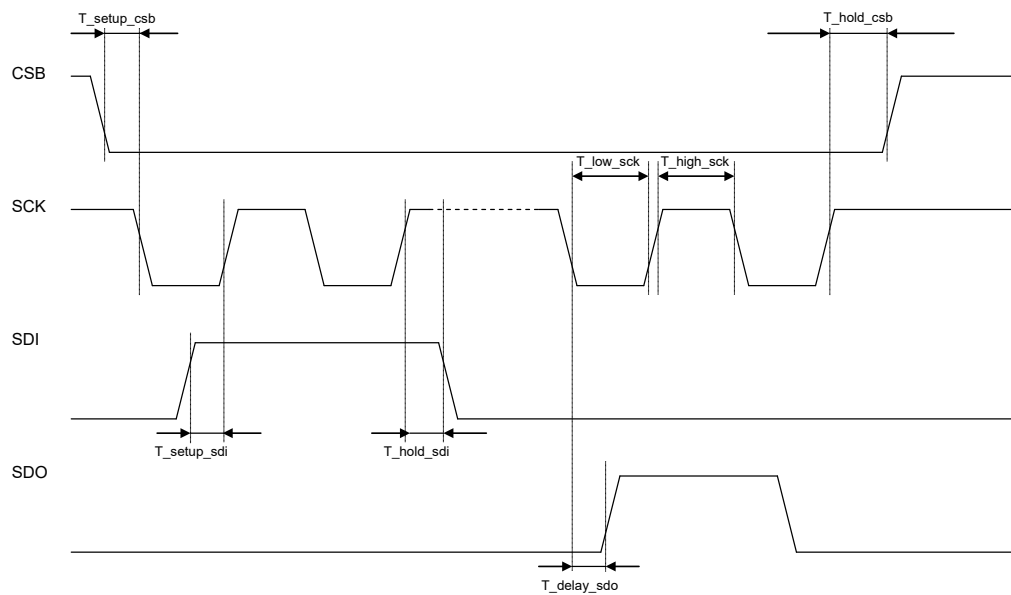 T_setup_csb
T_hold_csb
CSB
T_low_sck
T_high_sck
SCK
SDI
T_setup_sdi
T_hold_sdi
SDO
T_delay_sdo